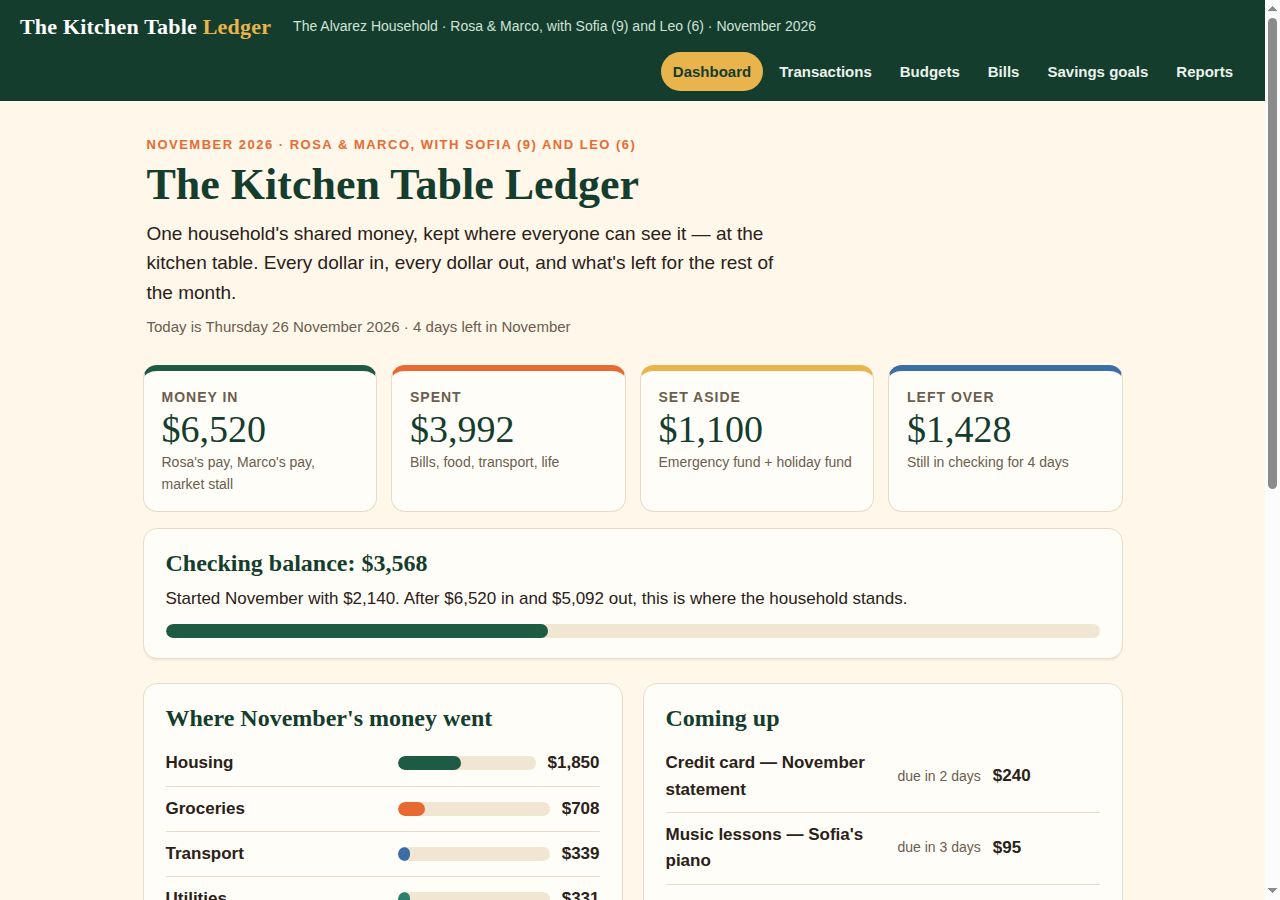 The Kitchen Table Ledger
The Alvarez Household · Rosa & Marco, with Sofia (9) and Leo (6) · November 2026
Dashboard Transactions Budgets Bills Savings goals Reports
NOVEMBER 2026 · ROSA & MARCO, WITH SOFIA (9) AND LEO (6)
The Kitchen Table Ledger
One household's shared money, kept where everyone can see it — at the
kitchen table. Every dollar in, every dollar out, and what's left for the rest of
the month.
Today is Thursday 26 November 2026 · 4 days left in November
MONEY IN
$6,520
Rosa's pay, Marco's pay,
market stall
SPENT
$3,992
Bills, food, transport, life
SET ASIDE
$1,100
Emergency fund + holiday fund
LEFT OVER
$1,428
Still in checking for 4 days
Checking balance: $3,568
Started November with $2,140. After $6,520 in and $5,092 out, this is where the household stands.
Where November's money went
Housing $1,850
Groceries $708
Transport $339
Utilities $331
Coming up
Credit card — November
statement
due in 2 days $240
Music lessons — Sofia's
piano
due in 3 days $95